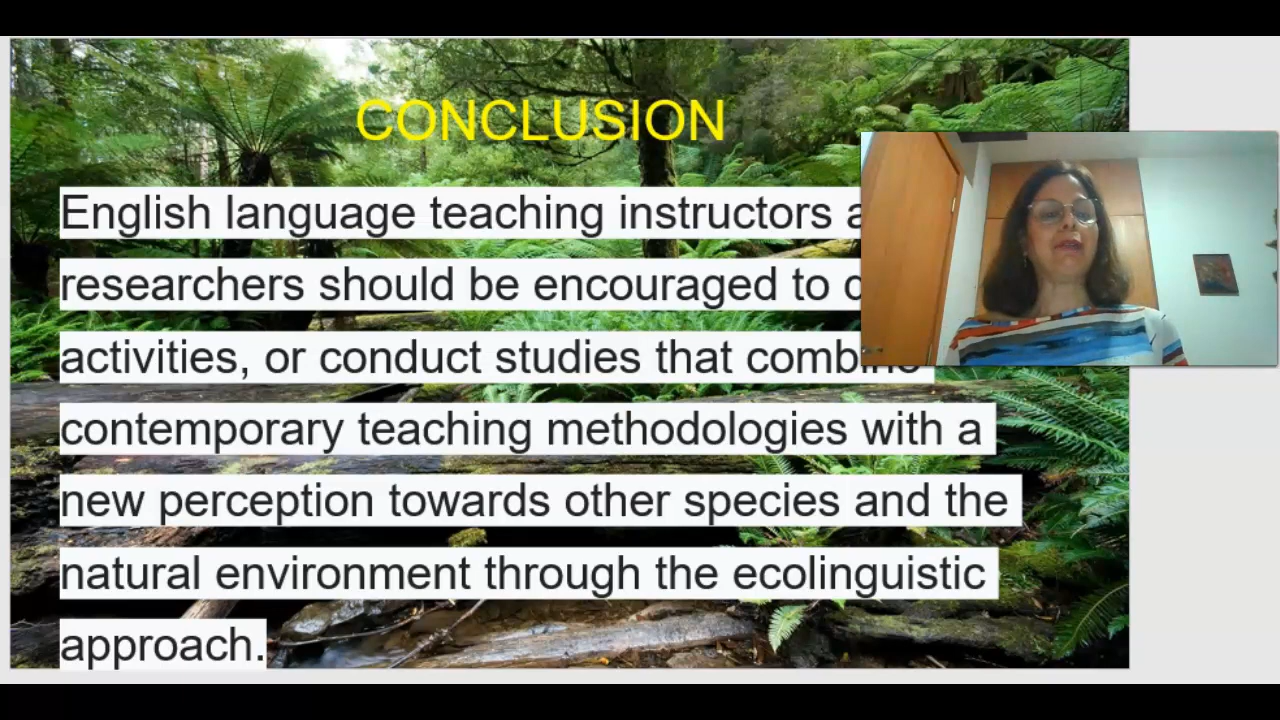 CONCLUSION
English language teaching instructors
researchers should be encouraged to
activities, or conduct studies that combine
contemporary teaching methodologies with a
new perception towards other species and the
natural environment through the ecolinguistic
approach.